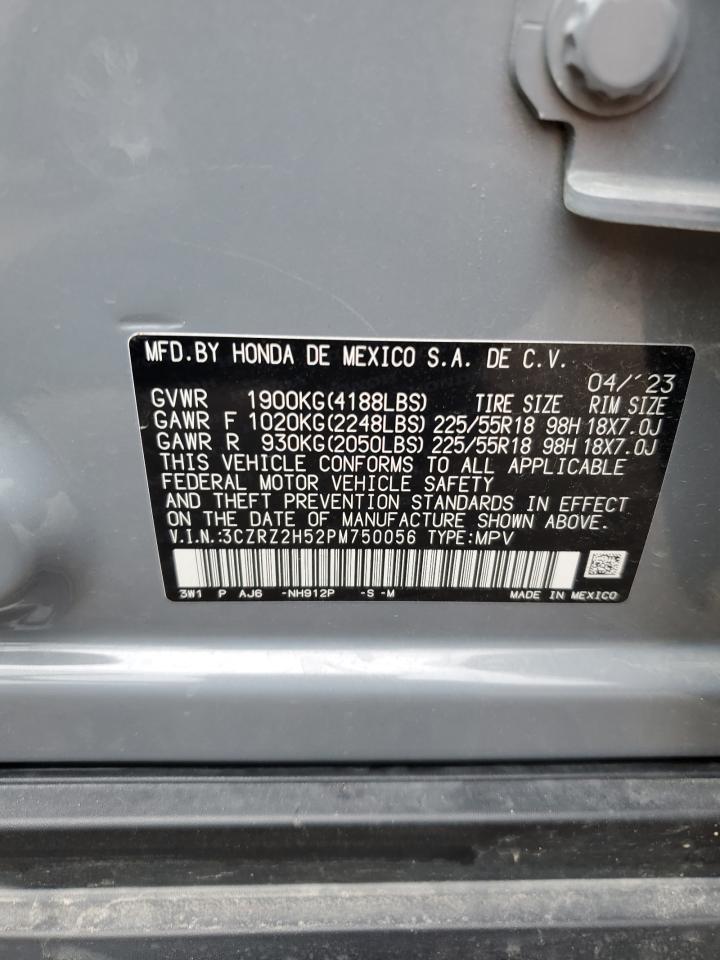 MFD.BY HONDA DE MEXICO S.A. DE C.V.
04/'23
GVWR 1900KG(4188LBS) TIRE SIZE RIM SIZE
GAWR F 1020KG(2248LBS) 225/55R18 98H 18X7.0J
GAWR R 930KG(2050LBS) 225/55R18 98H 18X7.0J
THIS VEHICLE CONFORMS TO ALL APPLICABLE
FEDERAL MOTOR VEHICLE SAFETY
AND THEFT PREVENTION STANDARDS IN EFFECT
ON THE DATE OF MANUFACTURE SHOWN ABOVE.
V.I.N.:3CZRZ2H52PM750056 TYPE:MPV
3W1 P AJ6 -NH912P -S -M MADE IN MEXICO